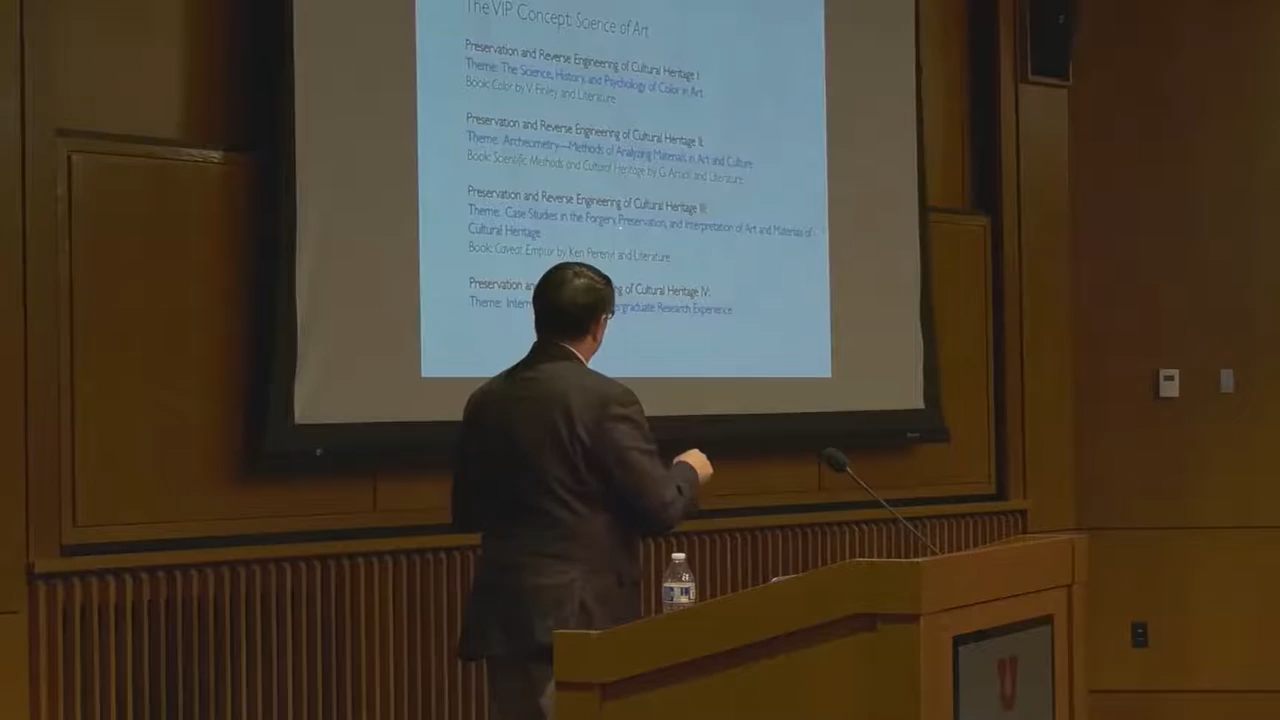 The VIP Concept: Science of Art
Preservation and Reverse Engineering of Cultural Heritage I
Theme: The Science, History, and Psychology of Color in Art
Book: Color by V. Finley and Literature
Preservation and Reverse Engineering of Cultural Heritage II:
Theme: Archeometry—Methods of Analyzing Materials in Art and Culture
Book: Scientific Methods and Cultural Heritage by G. Artioli and Literature
Preservation and Reverse Engineering of Cultural Heritage III:
Theme: Case Studies in the Forgery, Preservation, and Interpretation of Art and Materials of
Cultural Heritage
Book: Caveat Emptor by Ken Perenyi and Literature
Preservation an ng of Cultural Heritage IV:
Theme: Intern rgraduate Research Experience
U